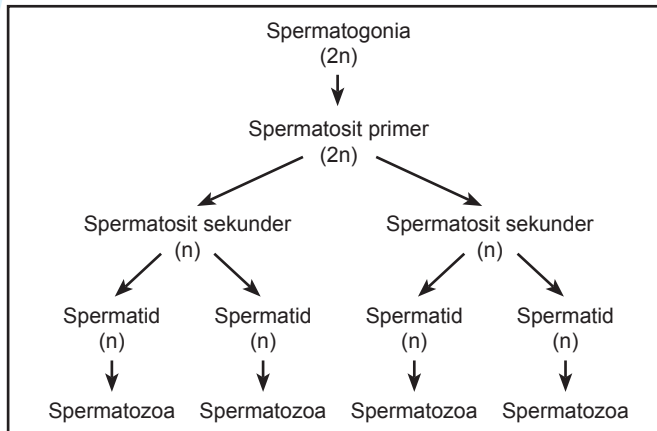 Spermatogonia
(2n)
Spermatosit primer
(2n)
Spermatosit sekunder Spermatosit sekunder
(n) (n)
Spermatid Spermatid Spermatid Spermatid
(n) (n) (n) (n)
Spermatozoa Spermatozoa Spermatozoa Spermatozoa